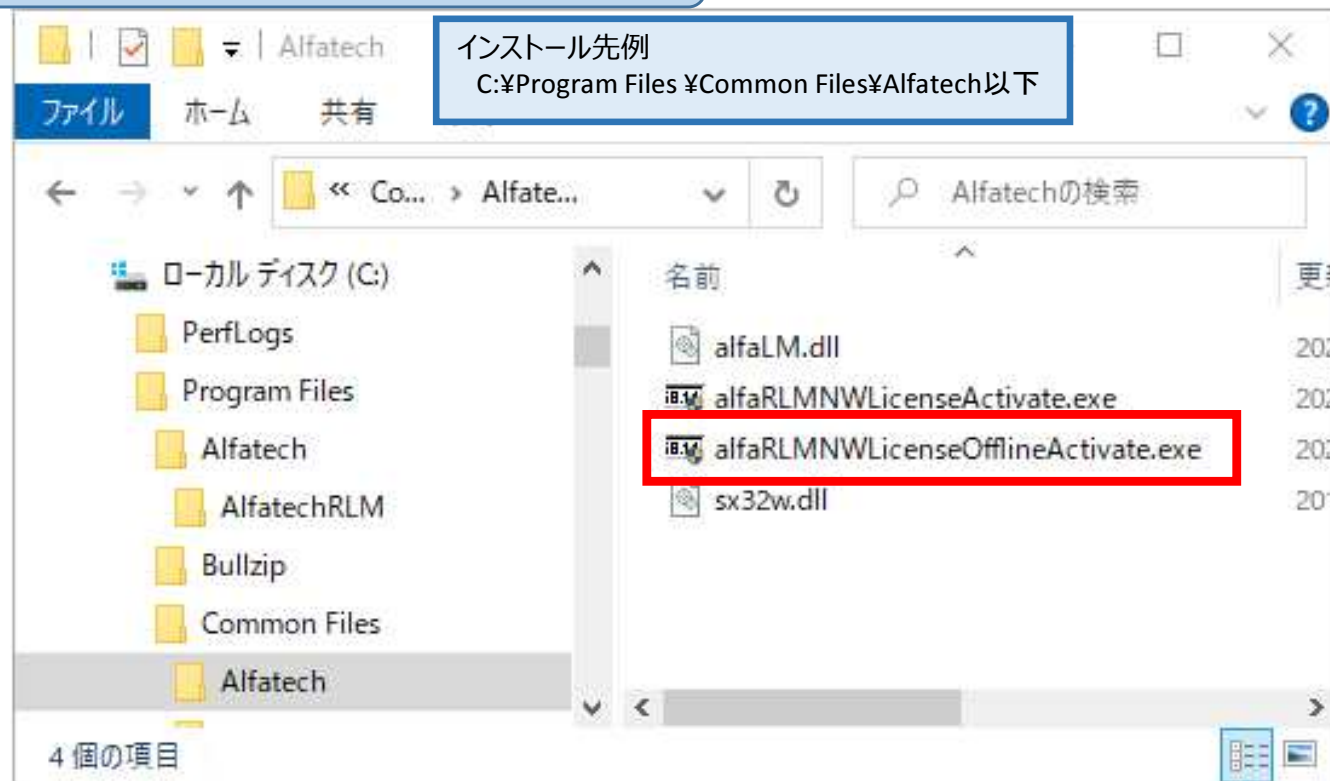 Alfatech
インストール先例
C:¥Program Files ¥Common Files¥Alfatech以下
ファイル ホーム 共有
« Co... › Alfate...
Alfatechの検索
ローカル ディスク (C:)
PerfLogs
Program Files
Alfatech
AlfatechRLM
Bullzip
Common Files
Alfatech
名前
alfaLM.dll
alfaRLMNWLicenseActivate.exe
alfaRLMNWLicenseOfflineActivate.exe
sx32w.dll
4 個の項目